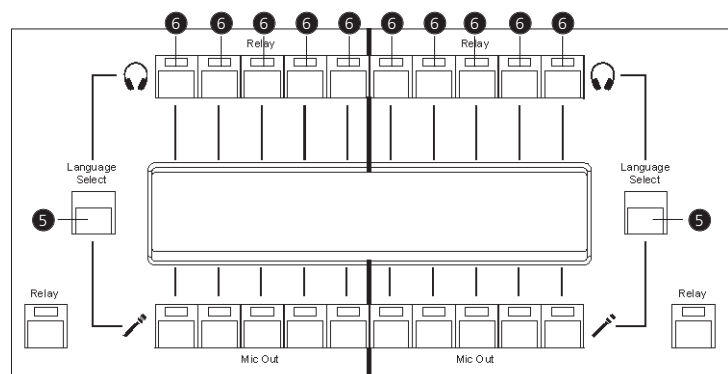 6 6 6 6 6 6 6 6 6 6
Relay Relay
Language
Select
Language
Select
5 5
Relay Relay
Mic Out Mic Out